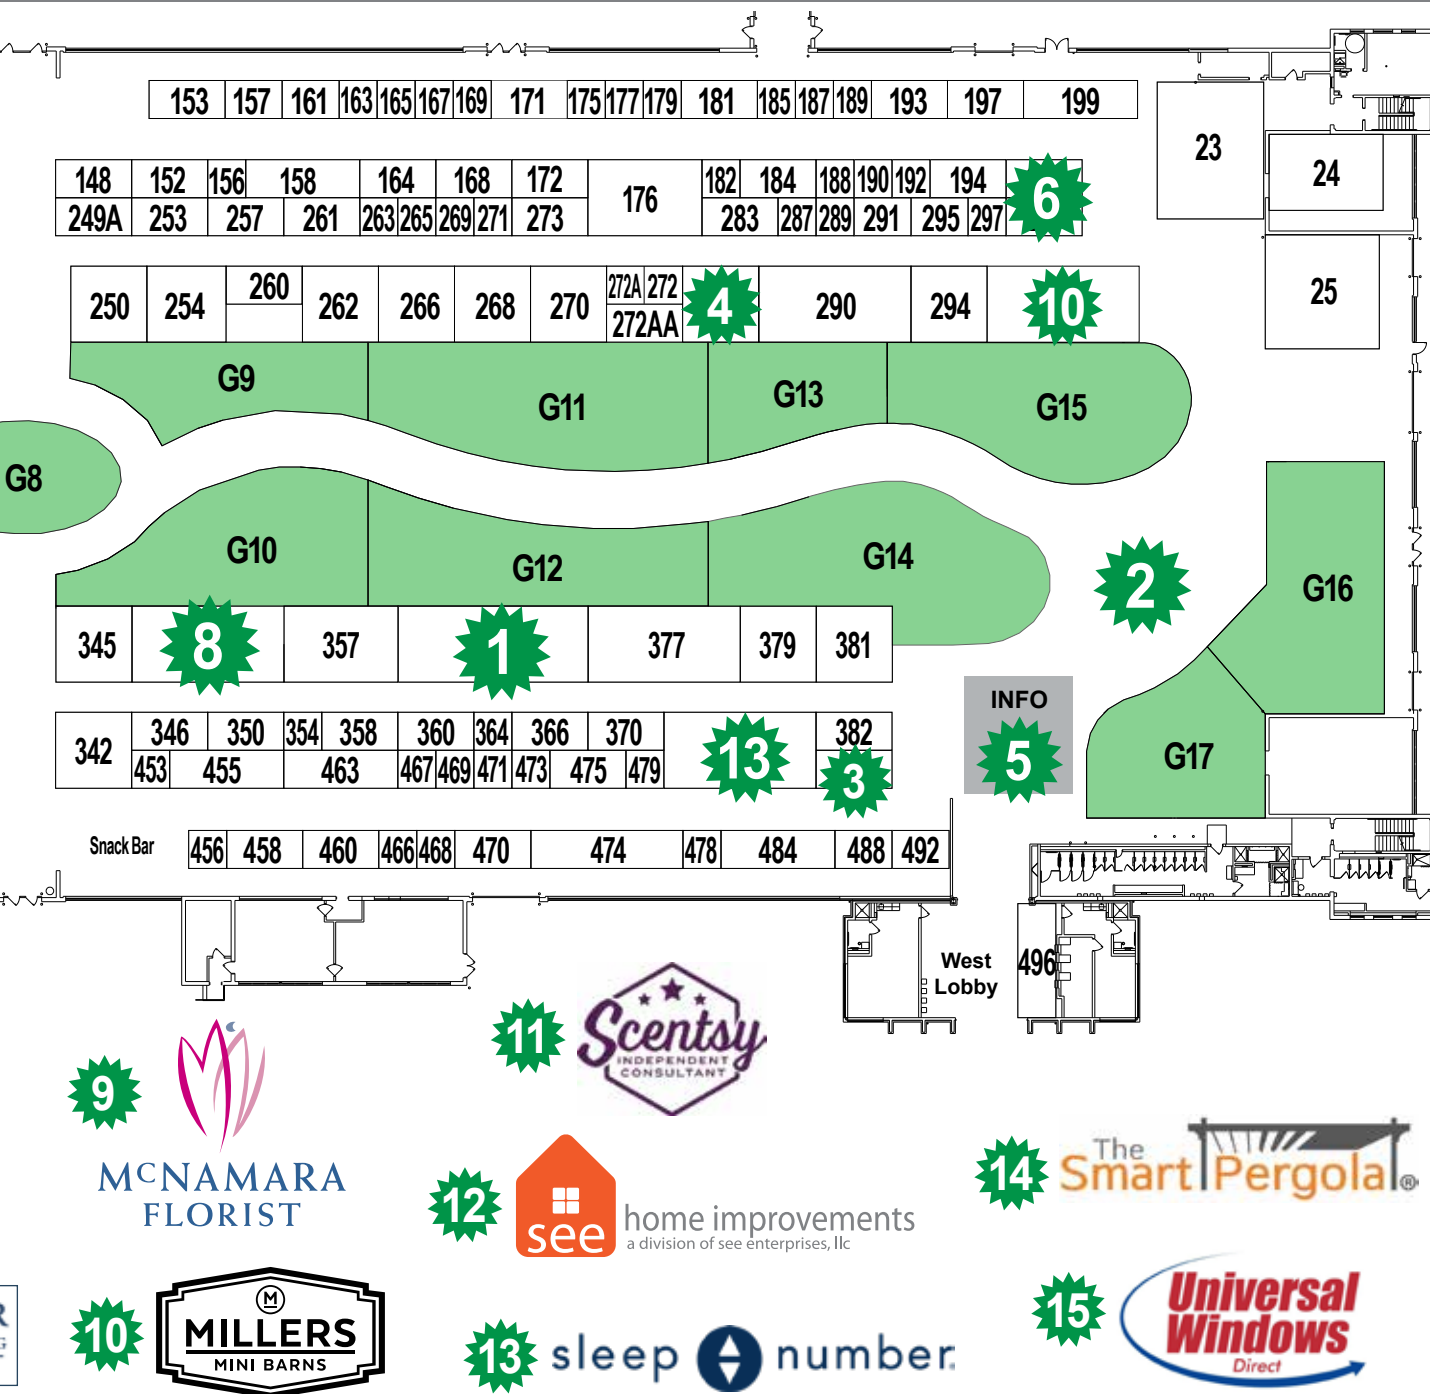 153 157 161 163 165 167 169 171 175 177 179 181 185 187 189 193 197 199
23
24
148 152 156 158 164 168 172 176 182 184 188 190 192 194 6
249A 253 257 261 263 265 269 271 273 283 287 289 291 295 297
25
250 254 260 262 266 268 270 272A 272 4 290 294 10
272AA
G9 G11 G13 G15
G8
G10 G12 G14 2 G16
345 8 357 1 377 379 381
INFO
5
G17
342 346 350 354 358 360 364 366 370 13 382
453 455 463 467 469 471 473 475 479 3
Snack Bar 456 458 460 466 468 470 474 478 484 488 492
West
Lobby
496
11 Scentsy
INDEPENDENT
CONSULTANT
9
McNAMARA
FLORIST
12 see
home improvements
a division of see enterprises, llc
14 The
Smart Pergola®
10 M
MILLERS
MINI BARNS
13 sleep number
15 Universal
Windows
Direct
R
G